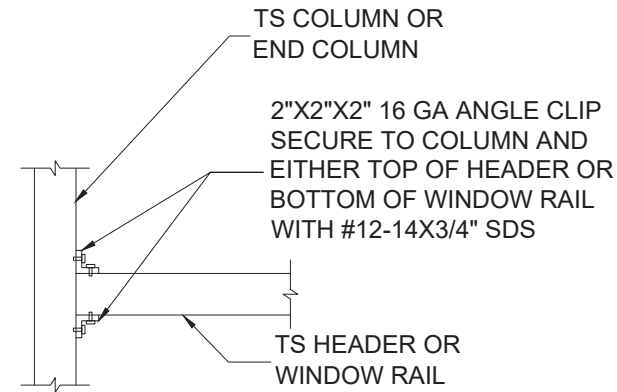 TS COLUMN OR
END COLUMN
2"X2"X2" 16 GA ANGLE CLIP
SECURE TO COLUMN AND
EITHER TOP OF HEADER OR
BOTTOM OF WINDOW RAIL
WITH #12-14X3/4" SDS
TS HEADER OR
WINDOW RAIL